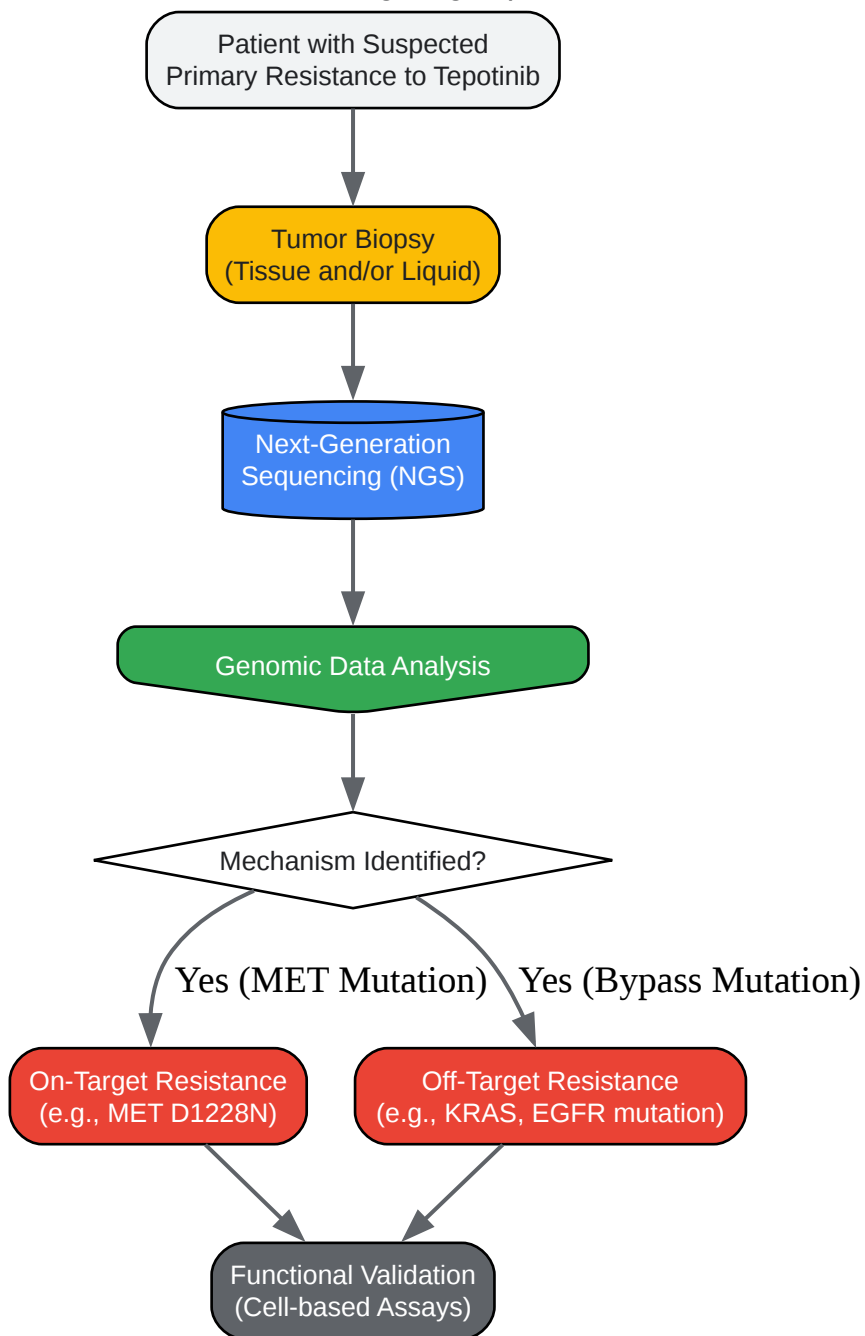 Patient with Suspected
Primary Resistance to Tepotinib
Tumor Biopsy
(Tissue and/or Liquid)
Next-Generation
Sequencing (NGS)
Genomic Data Analysis
Mechanism Identified?
Yes (MET Mutation)
Yes (Bypass Mutation)
On-Target Resistance
(e.g., MET D1228N)
Off-Target Resistance
(e.g., KRAS, EGFR mutation)
Functional Validation
(Cell-based Assays)